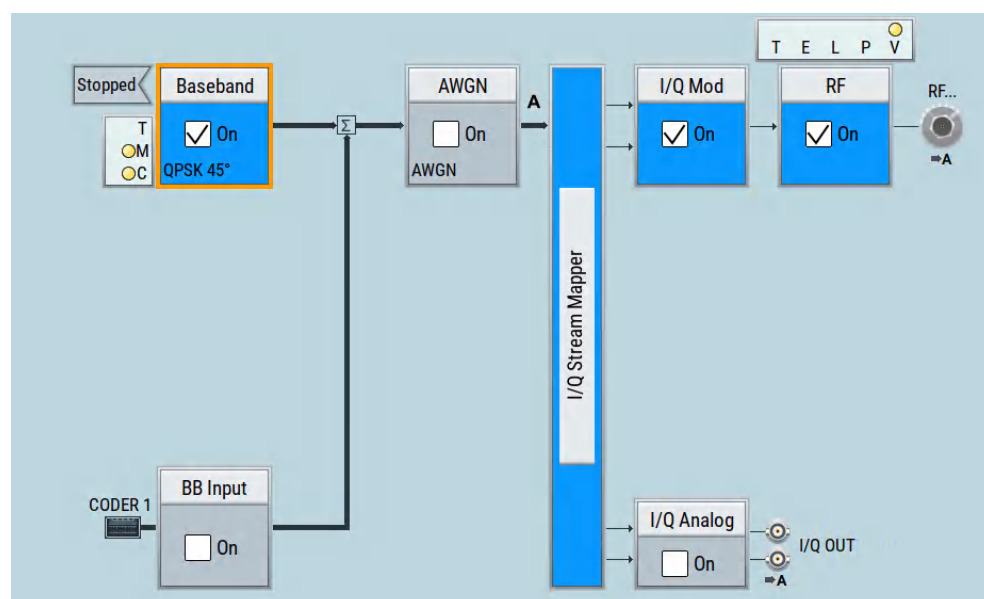 T E L P V
Stopped
Baseband
On
T
M
C
QPSK 45°
Σ
AWGN
On
AWGN
A
I/Q Stream Mapper
I/Q Mod
On
RF
On
RF...
A
CODER 1
BB Input
On
I/Q Analog
On
I/Q OUT
A